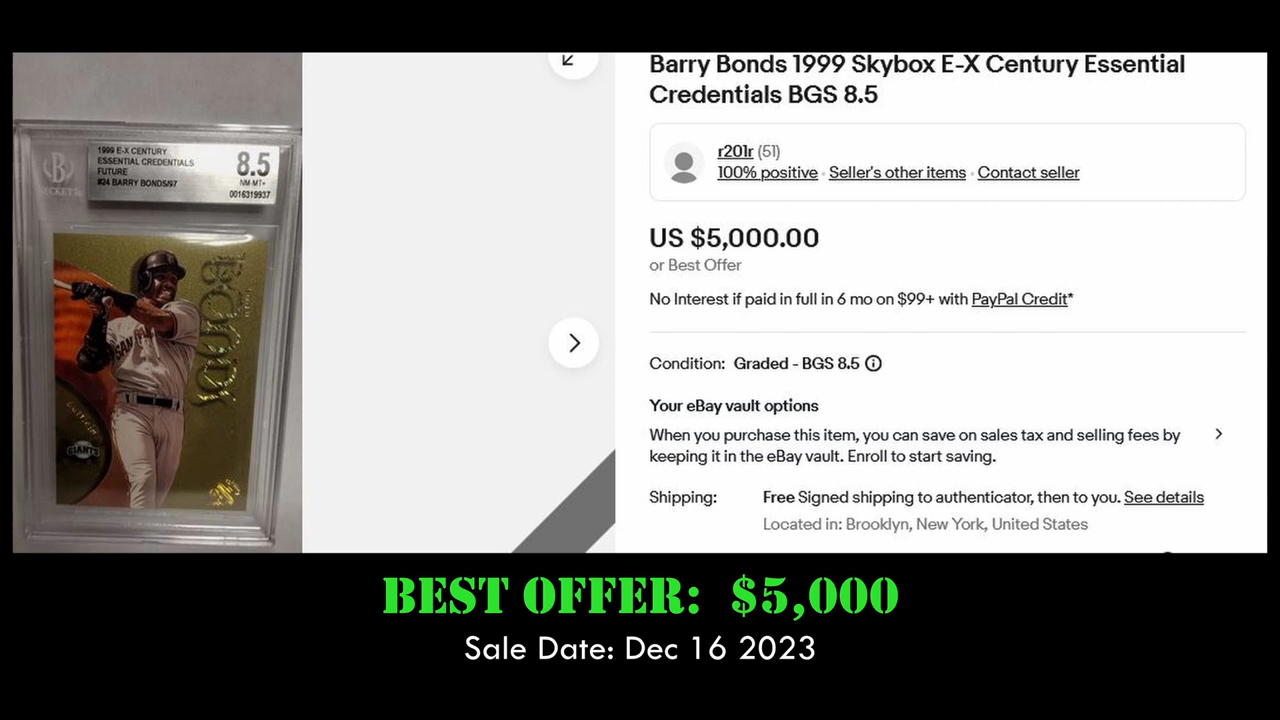 1999 E-X CENTURY
ESSENTIAL CREDENTIALS
FUTURE
#24 BARRY BONDS/97
8.5
NM-MT+
0016319937
BECKETT
BONDS
SAN FRAN
GIANTS
Barry Bonds 1999 Skybox E-X Century Essential
Credentials BGS 8.5
r201r (51)
100% positive · Seller's other items · Contact seller
US $5,000.00
or Best Offer
No Interest if paid in full in 6 mo on $99+ with PayPal Credit*
Condition: Graded - BGS 8.5
Your eBay vault options
When you purchase this item, you can save on sales tax and selling fees by
keeping it in the eBay vault. Enroll to start saving.
Shipping: Free Signed shipping to authenticator, then to you. See details
Located in: Brooklyn, New York, United States
BEST OFFER: $5,000
Sale Date: Dec 16 2023